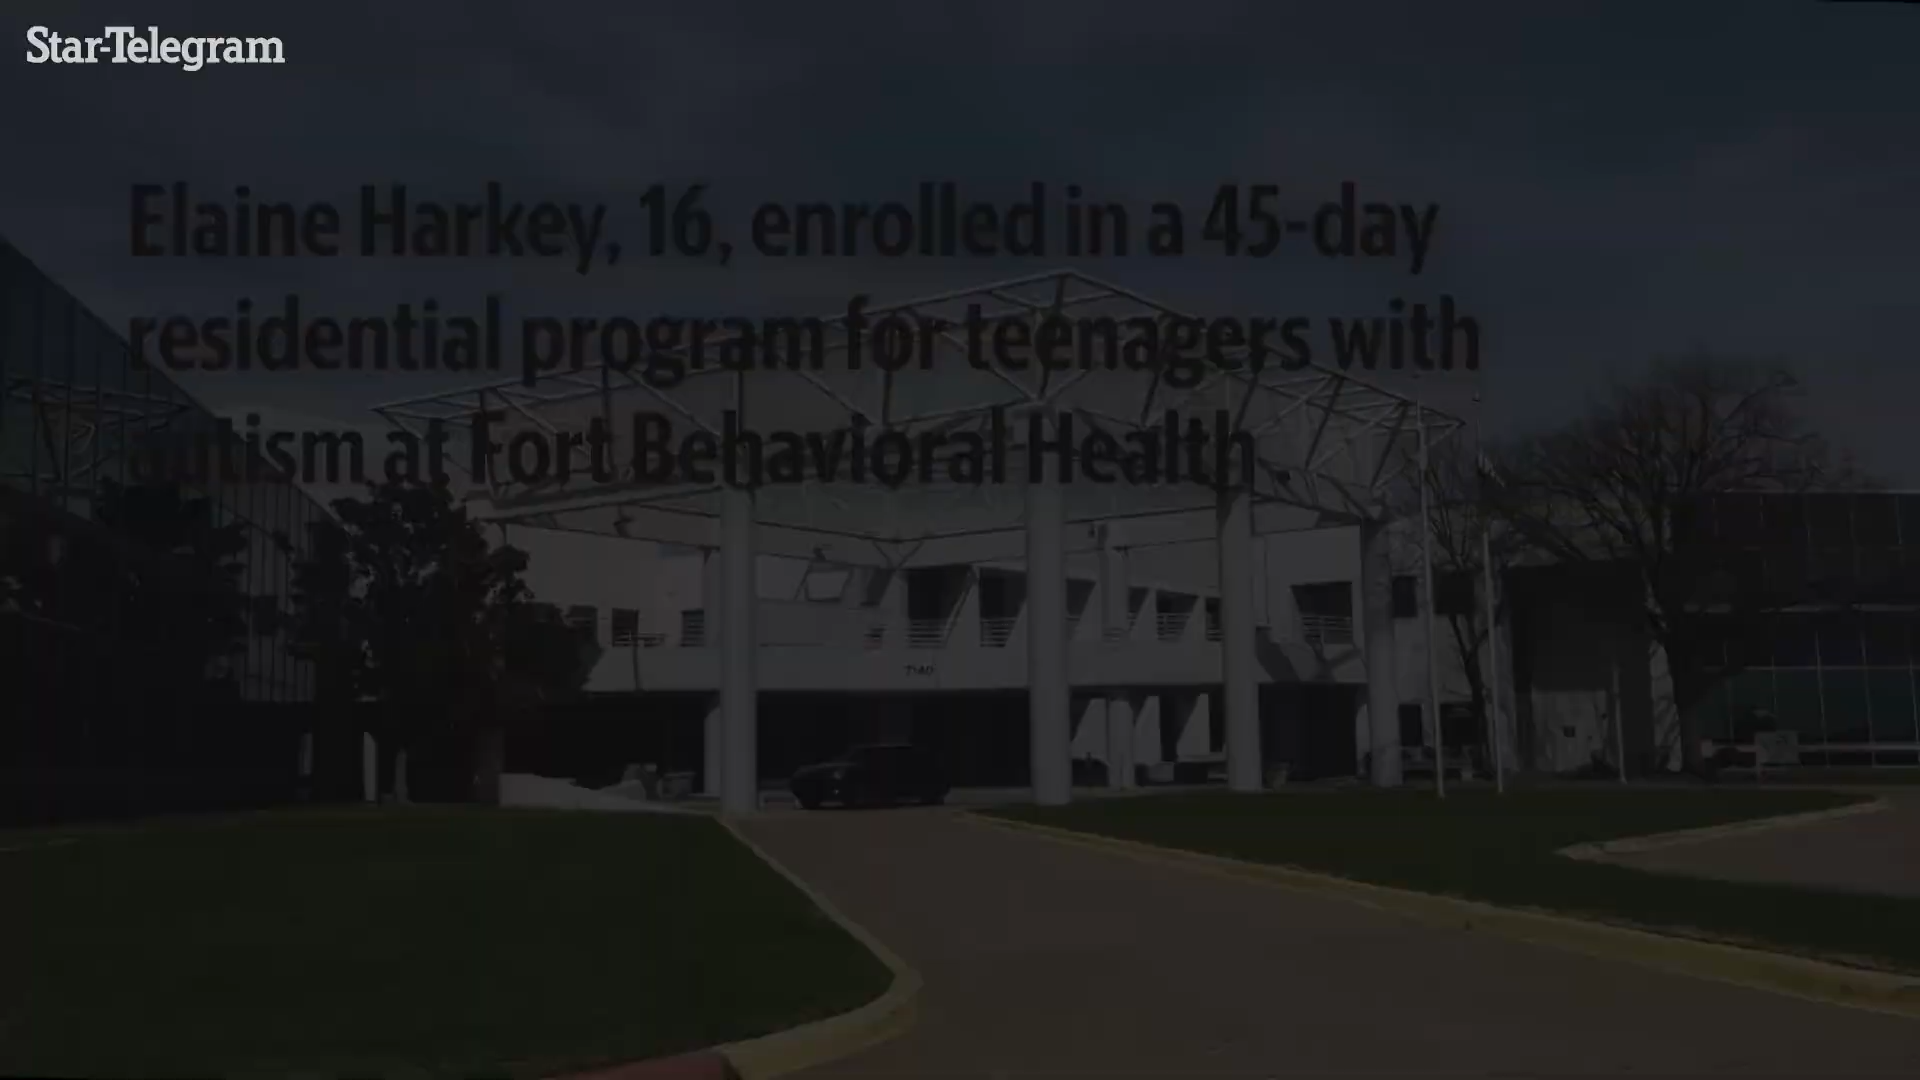 Star-Telegram
Elaine Harkey, 16, enrolled in a 45-day
residential program for teenagers with
autism at Fort Behavioral Health.
7140